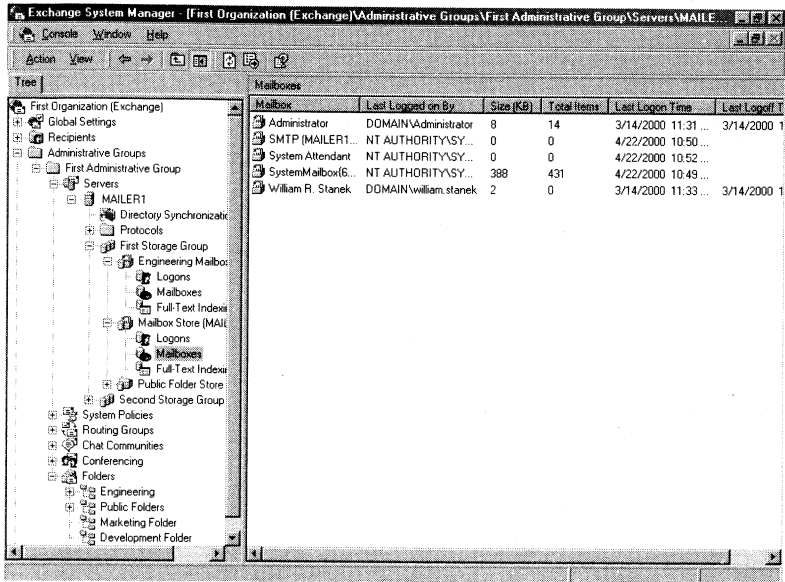 Exchange System Manager - [First Organization (Exchange)\Administrative Groups\First Administrative Group\Servers\MAILE...
Console Window Help
Action View
Tree
Mailboxes
First Organization (Exchange)
Global Settings
Recipients
Administrative Groups
First Administrative Group
Servers
MAILER1
Directory Synchronizatic
Protocols
First Storage Group
Engineering Mailbo:
Logons
Mailboxes
Full-Text Indexin
Mailbox Store (MAIL
Logons
Mailboxes
Full-Text Indexin
Public Folder Store
Second Storage Group
System Policies
Routing Groups
Chat Communities
Conferencing
Folders
Engineering
Public Folders
Marketing Folder
Development Folder
Mailbox Last Logged on By Size (KB) Total Items Last Logon Time Last Logoff T
Administrator DOMAIN\Administrator 8 14 3/14/2000 11:31 ... 3/14/2000 1
SMTP (MAILER1... NT AUTHORITY\SY... 0 0 4/22/2000 10:50 ...
System Attendant NT AUTHORITY\SY... 0 0 4/22/2000 10:52 ...
SystemMailbox{6... NT AUTHORITY\SY... 388 431 4/22/2000 10:49 ...
William R. Stanek DOMAIN\william.stanek 2 0 3/14/2000 11:33 ... 3/14/2000 1